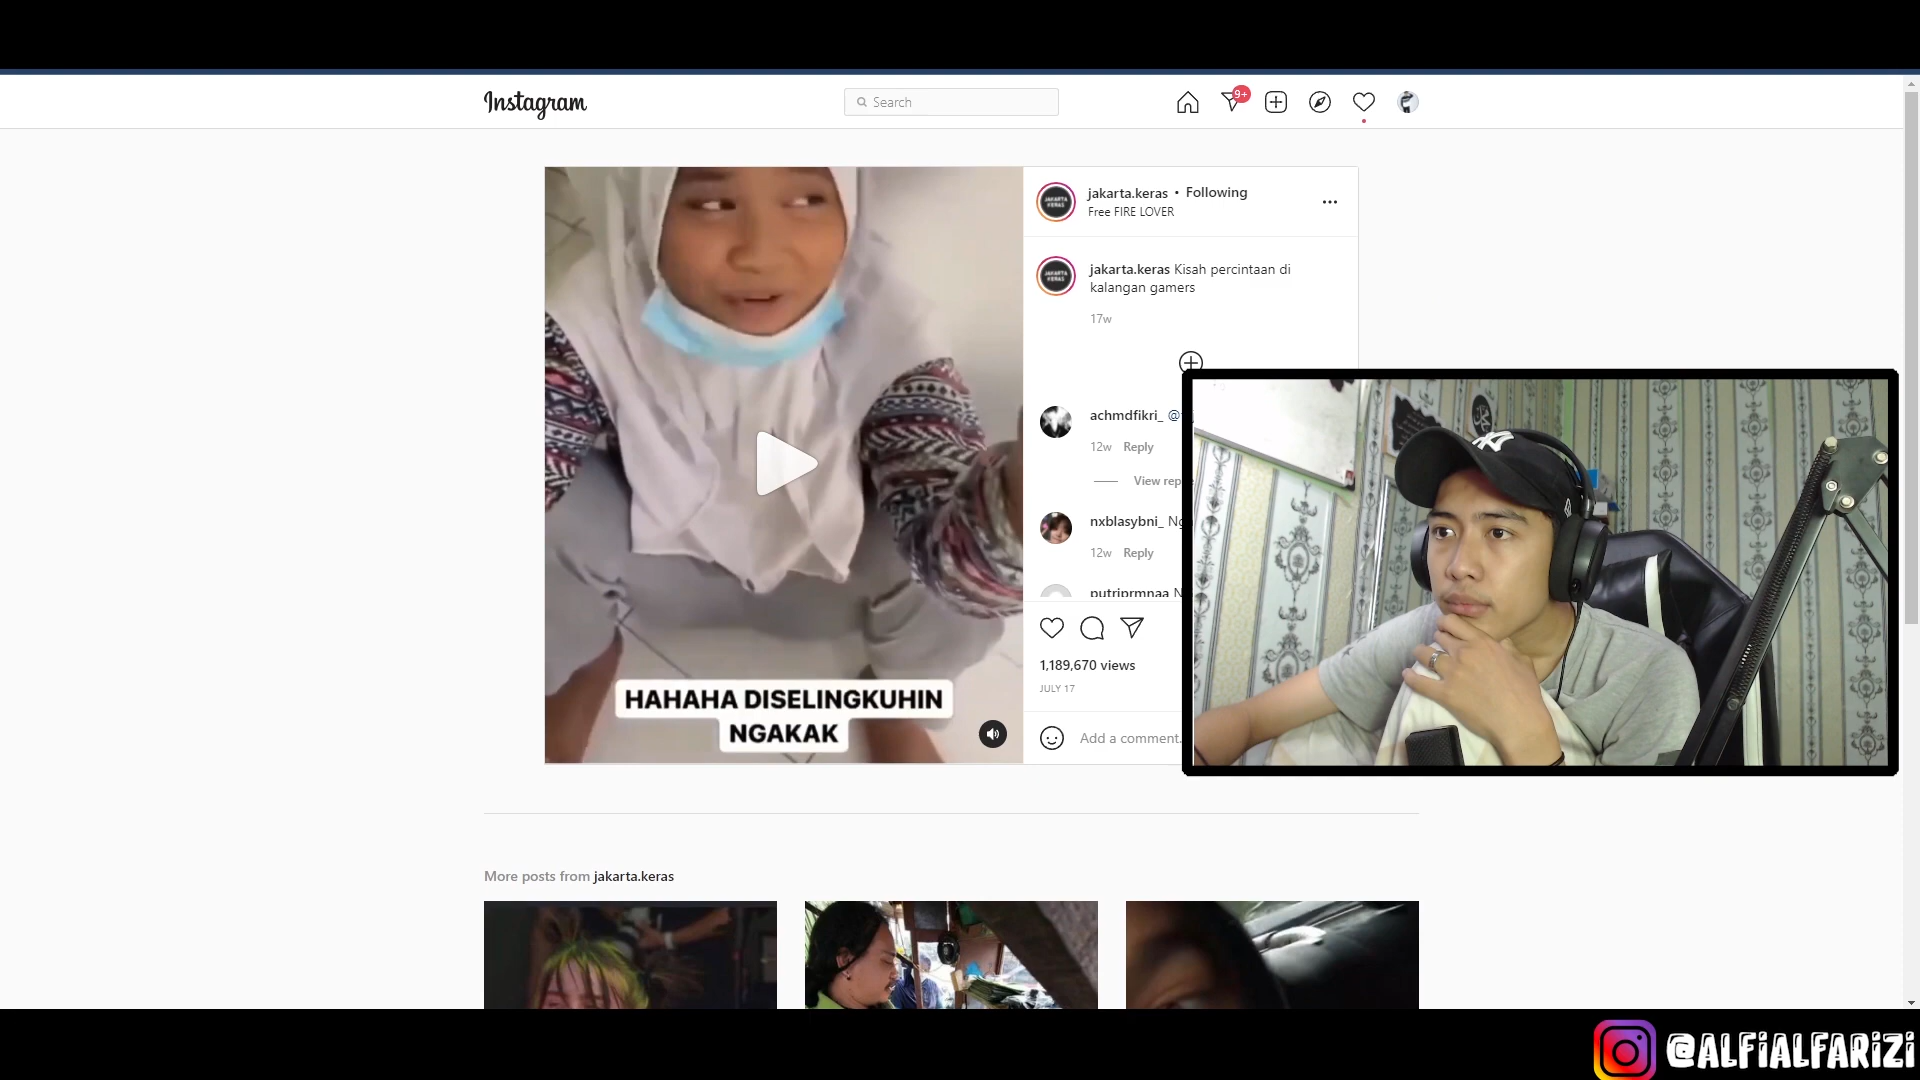 Instagram
Search
9+
jakarta.keras • Following
Free FIRE LOVER
jakarta.keras Kisah percintaan di
kalangan gamers
17w
achmdfikri_
12w Reply
View
nxblasybni_
12w Reply
putriprmnaa
1,189,670 views
JULY 17
Add a comment.
HAHAHA DISELINGKUHIN
NGAKAK
More posts from jakarta.keras
@ALFIALFARIZI